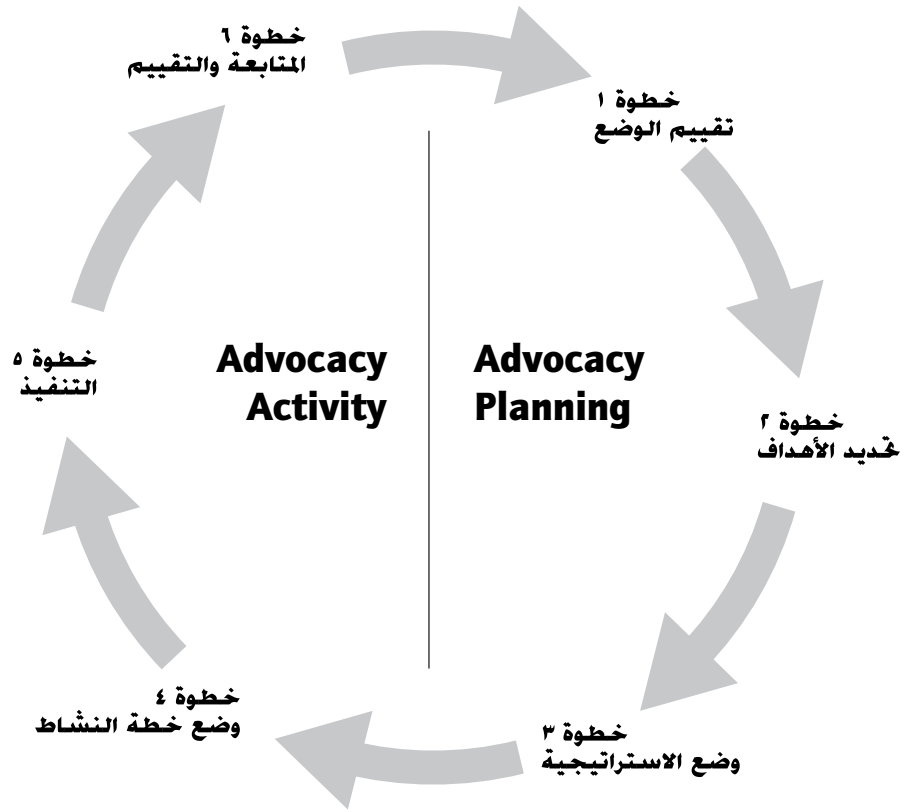 خطوة ٦
المتابعة والتقييم
خطوة ١
تقييم الوضع
خطوة ٢
تحديد الأهداف
خطوة ٣
وضع الاستراتيجية
خطوة ٤
وضع خطة النشاط
خطوة ٥
التنفيذ
Advocacy
Activity
Advocacy
Planning